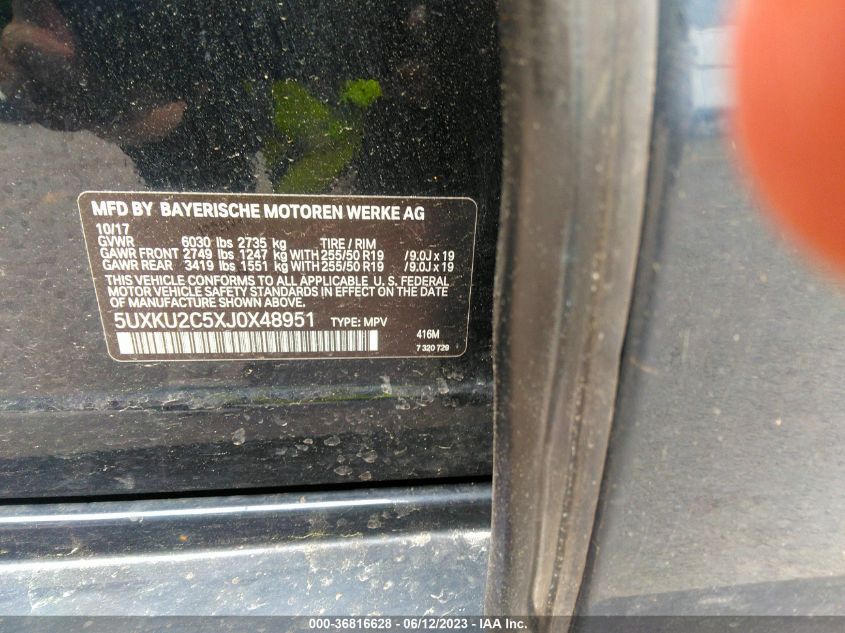 MFD BY BAYERISCHE MOTOREN WERKE AG
10/17
GVWR 6030 lbs 2735 kg TIRE / RIM
GAWR FRONT 2749 lbs 1247 kg WITH 255/50 R19 /9.0J x 19
GAWR REAR 3419 lbs 1551 kg WITH 255/50 R19 /9.0J x 19
THIS VEHICLE CONFORMS TO ALL APPLICABLE U. S. FEDERAL
MOTOR VEHICLE SAFETY STANDARDS IN EFFECT ON THE DATE
OF MANUFACTURE SHOWN ABOVE.
5UXKU2C5XJ0X48951 TYPE: MPV
416M
7 320 729
000-36816628 - 06/12/2023 - © IAA Inc.